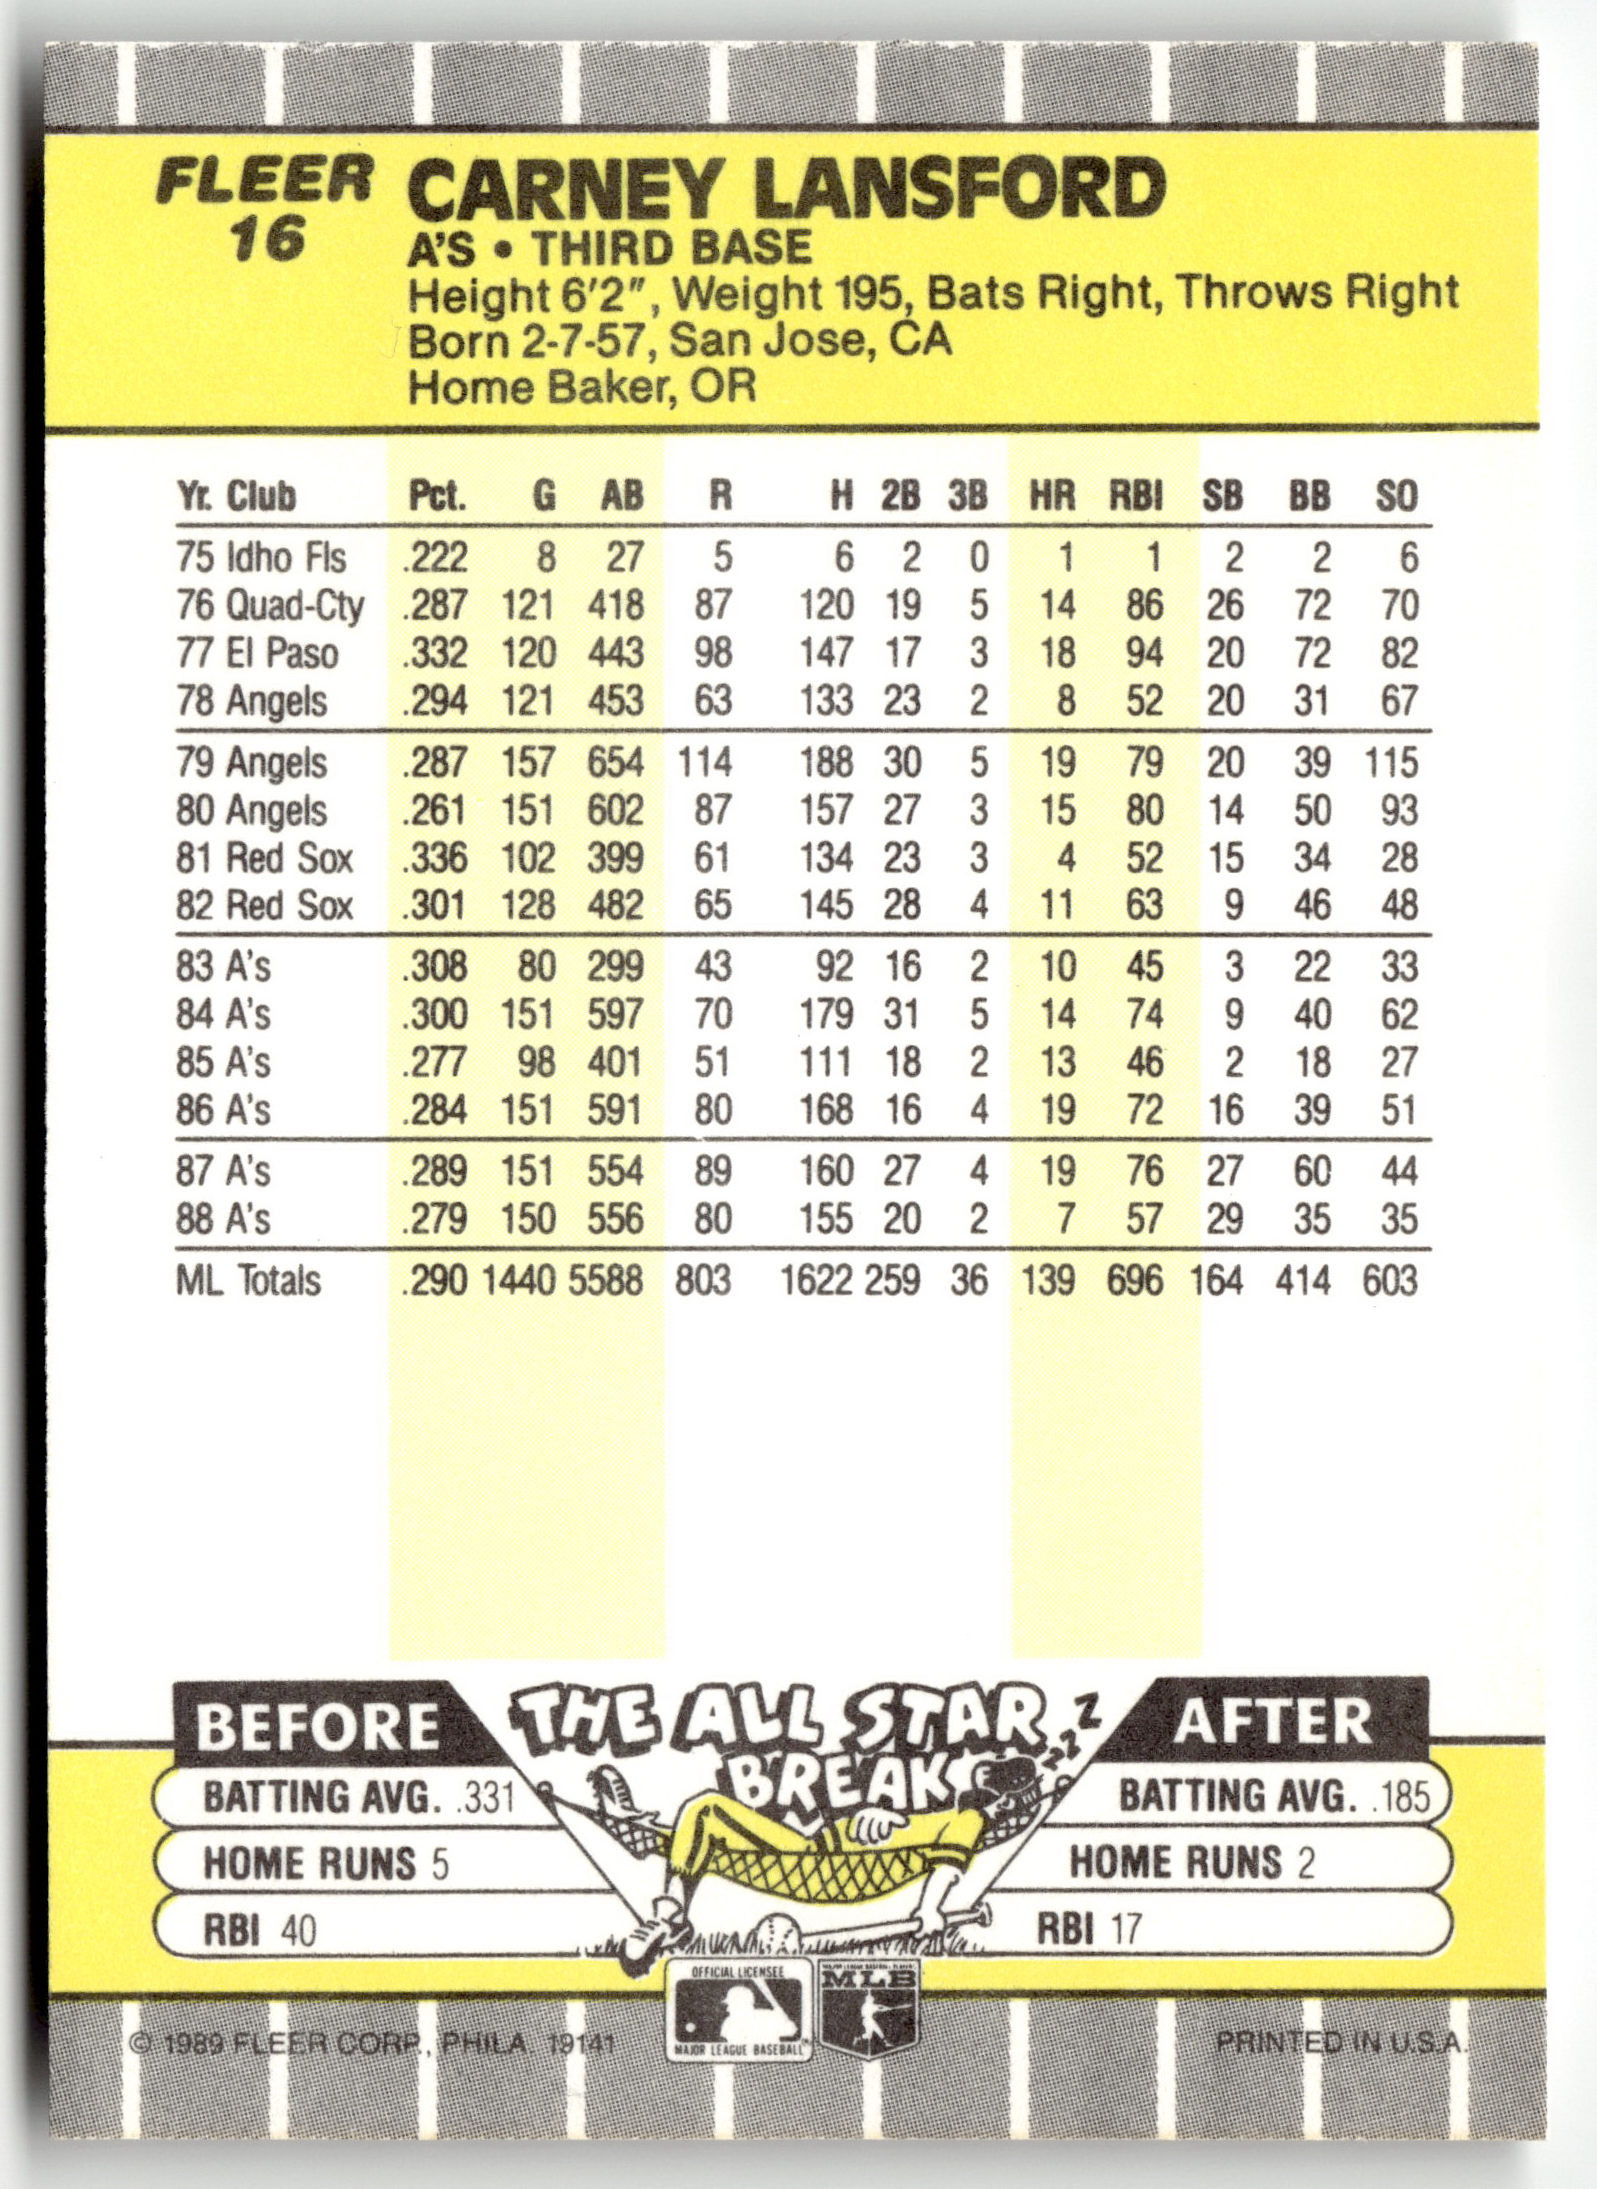 FLEER
16
CARNEY LANSFORD
A'S • THIRD BASE
Height 6'2", Weight 195, Bats Right, Throws Right
Born 2-7-57, San Jose, CA
Home Baker, OR
Yr. Club Pct. G AB R H 2B 3B HR RBI SB BB SO
75 Idho Fls .222 8 27 5 6 2 0 1 1 2 2 6
76 Quad-Cty .287 121 418 87 120 19 5 14 86 26 72 70
77 El Paso .332 120 443 98 147 17 3 18 94 20 72 82
78 Angels .294 121 453 63 133 23 2 8 52 20 31 67
79 Angels .287 157 654 114 188 30 5 19 79 20 39 115
80 Angels .261 151 602 87 157 27 3 15 80 14 50 93
81 Red Sox .336 102 399 61 134 23 3 4 52 15 34 28
82 Red Sox .301 128 482 65 145 28 4 11 63 9 46 48
83 A's .308 80 299 43 92 16 2 10 45 3 22 33
84 A's .300 151 597 70 179 31 5 14 74 9 40 62
85 A's .277 98 401 51 111 18 2 13 46 2 18 27
86 A's .284 151 591 80 168 16 4 19 72 16 39 51
87 A's .289 151 554 89 160 27 4 19 76 27 60 44
88 A's .279 150 556 80 155 20 2 7 57 29 35 35
ML Totals .290 1440 5588 803 1622 259 36 139 696 164 414 603
BEFORE THE ALL STAR BREAK ZZZZ AFTER
BATTING AVG. .331
HOME RUNS 5
RBI 40
BATTING AVG. .185
HOME RUNS 2
RBI 17
OFFICIAL LICENSEE
MAJOR LEAGUE BASEBALL
MAJOR LEAGUE BASEBALL PLAYERS
MLB
© 1989 FLEER CORP., PHILA. 19141
PRINTED IN U.S.A.